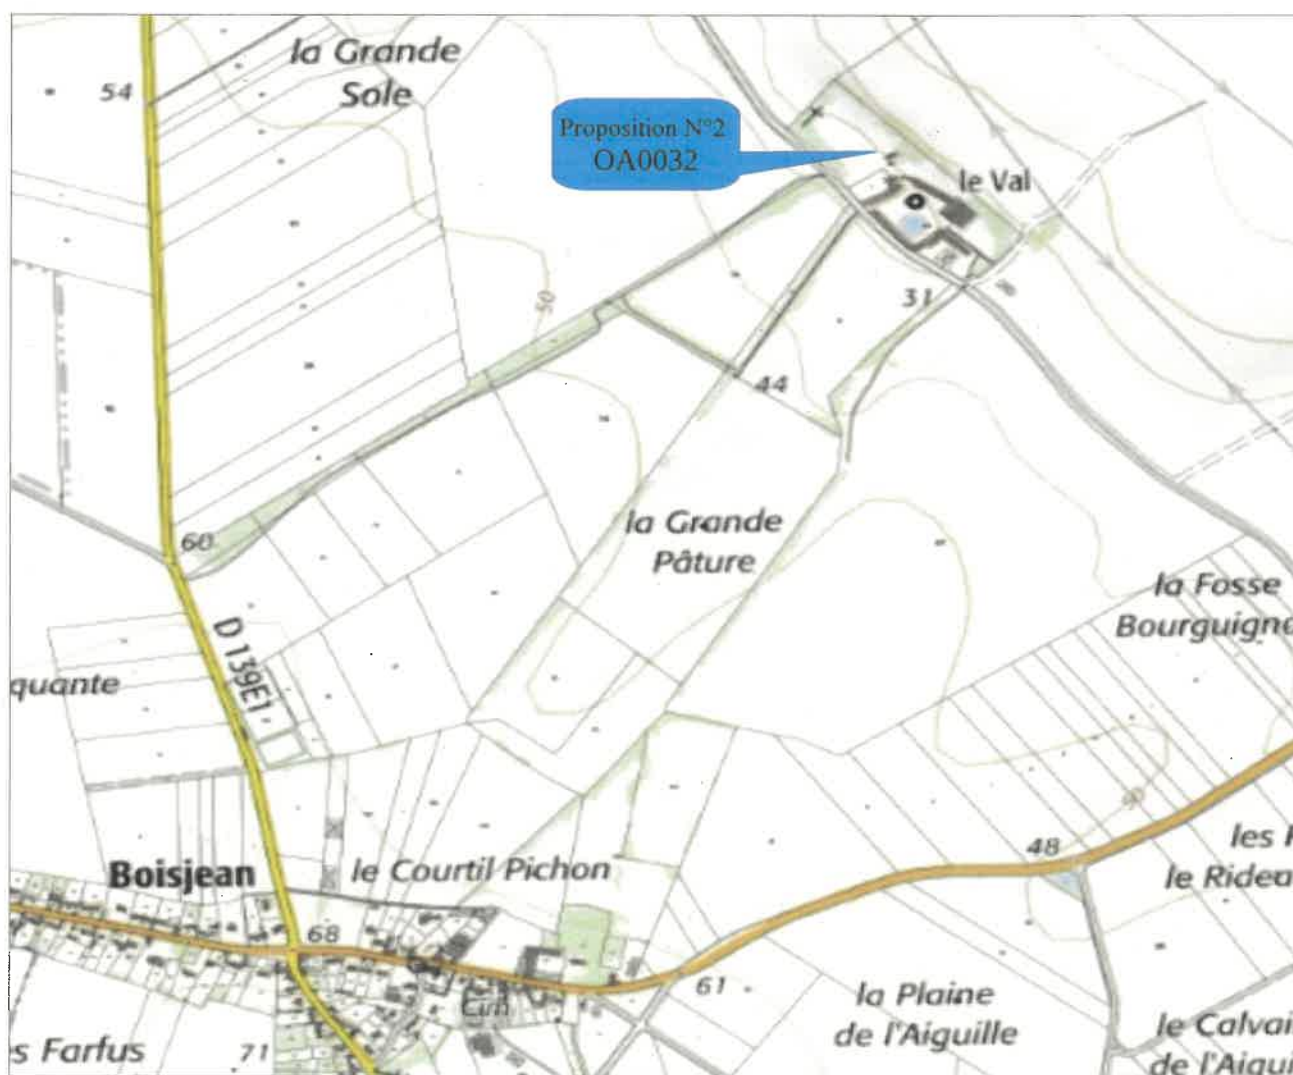 la Grande
Sole
54
Proposition N°2
OA0032
le Val
31
50
44
la Grande
Pâture
60
la Fosse
Bourguigne
D 139E1
quante
50
48
les
le Ridea
Boisjean
le Courtil Pichon
68
61
Cim
la Plaine
de l'Aiguille
le Calvai
de l'Aigui
s Farfus
71